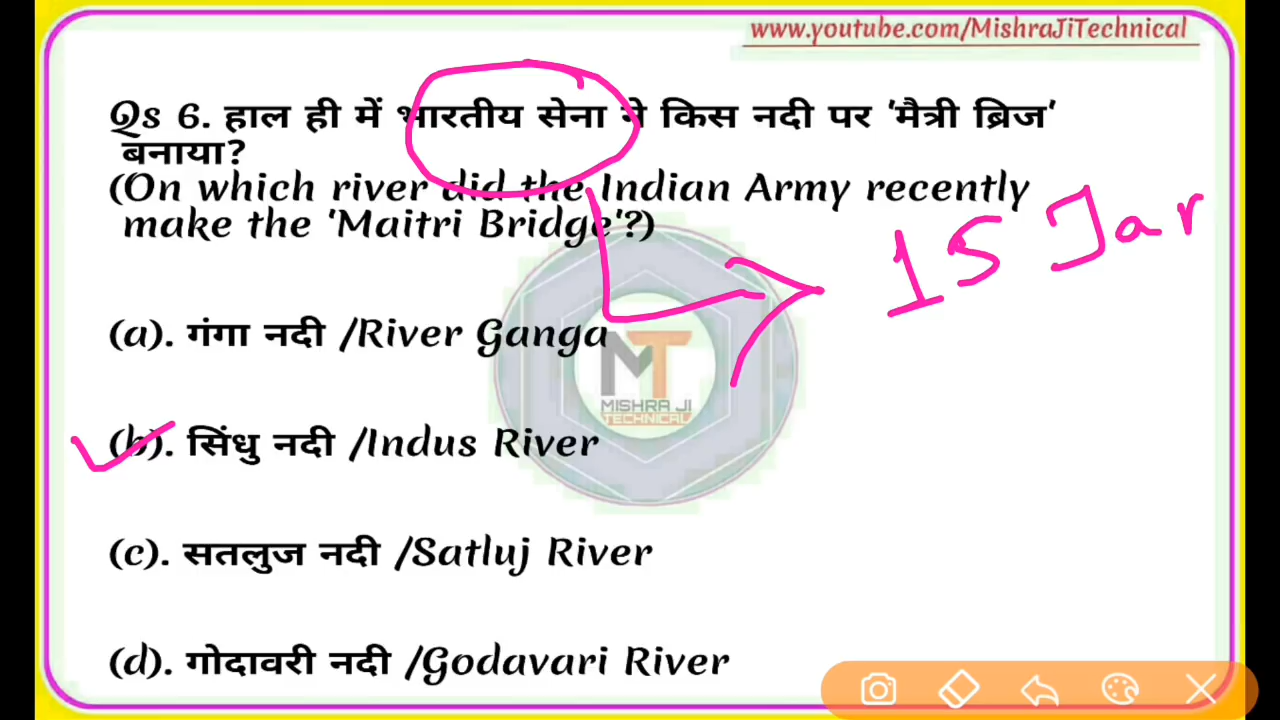 www.youtube.com/MishraJiTechnical
Qs 6. हाल ही में भारतीय सेना ने किस नदी पर 'मैत्री ब्रिज'
बनाया?
(On which river did the Indian Army recently
make the 'Maitri Bridge'?)
15 Jar
(a). गंगा नदी /River Ganga
MT
MISHRA JI
TECHNICAL
(b). सिंधु नदी /Indus River
(c). सतलुज नदी /Satluj River
(d). गोदावरी नदी /Godavari River